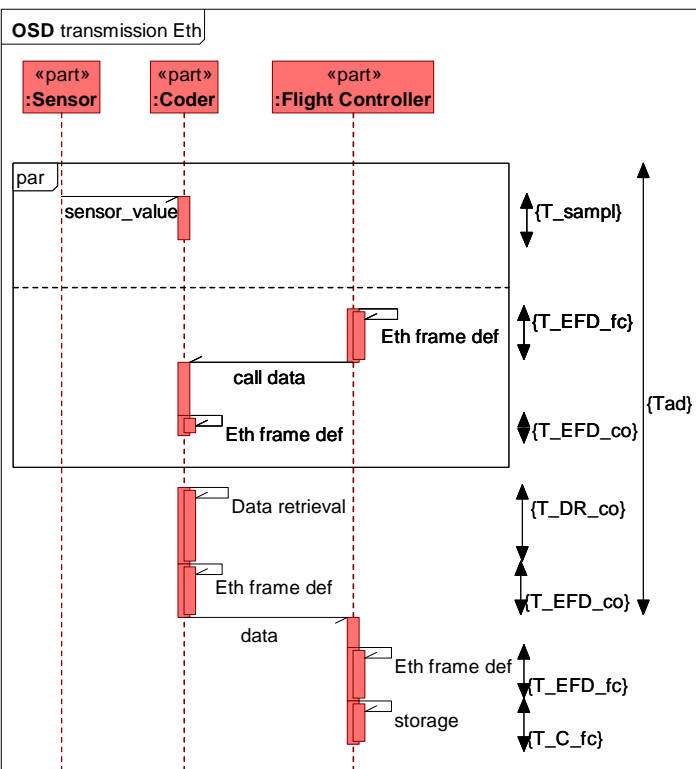 OSD transmission Eth
«part»
:Sensor
«part»
:Coder
«part»
:Flight Controller
par
sensor_value
{T_sampl}
Eth frame def
{T_EFD_fc}
call data
{Tad}
Eth frame def
{T_EFD_co}
Data retrieval
{T_DR_co}
Eth frame def
{T_EFD_co}
data
Eth frame def
{T_EFD_fc}
storage
{T_C_fc}